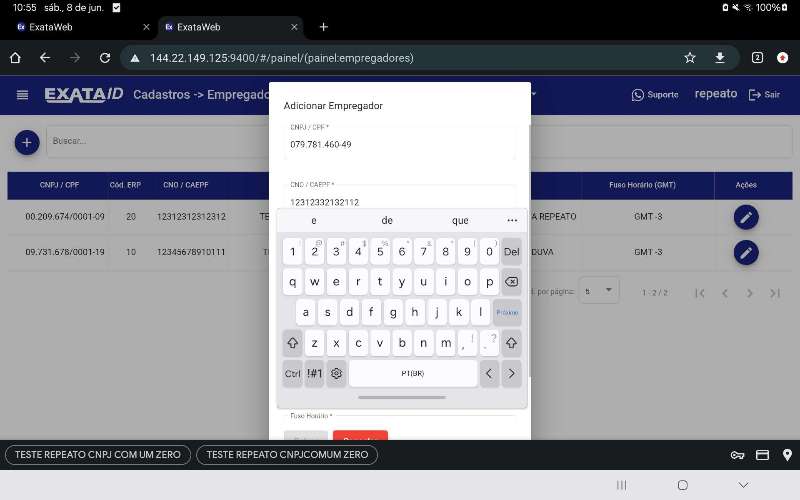 10:55 sáb., 8 de jun. 100%
ExataWeb
ExataWeb
144.22.149.125:9400/#/painel/(painel:empregadores) 2
EXATA ID Cadastros -> Empregado Suporte repeato Sair
Adicionar Empregador
Buscar...
CNPJ / CPF *
079.781.460-49
CNPJ / CPF Cód. ERP CNO / CAEPF Fuso Horário (GMT) Ações
CNO / CAEPF *
12312332132112
00.209.674/0001-09 20 12312312312312 TE A REPEATO GMT -3
09.731.678/0001-19 10 12345678910111 DUVA GMT -3
. por página: 5 1 - 2 / 2
e de que ...
1 2 3 4 5 6 7 8 9 0 Del
q w e r t y u i o p
a s d f g h j k l Próximo
z x c v b n m , ! . ?
Ctrl !#1 PT(BR) < >
Fuso Horário *
TESTE REPEATO CNPJ COM UM ZERO TESTE REPEATO CNPJCOMUM ZERO